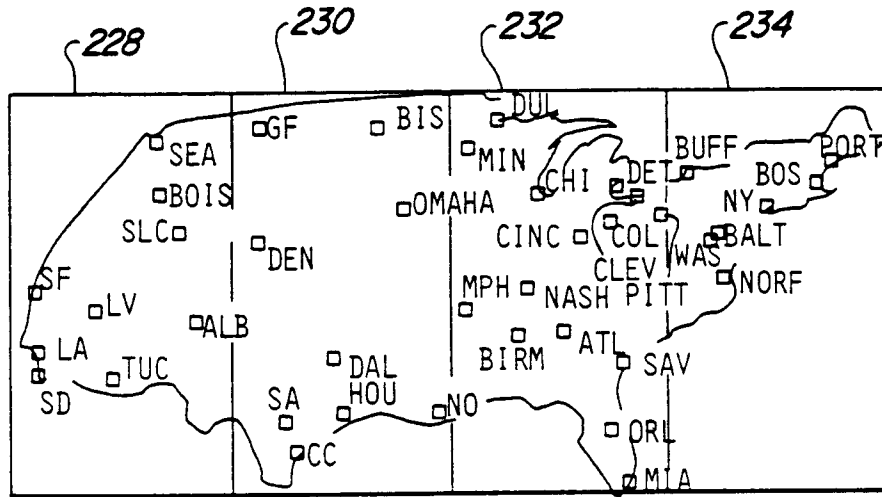 228 230 232 234
GF BIS DUL
SEA MIN BUFF PORT
BOIS CHI DET BOS
SLC OMAHA CINC COL NY
DEN CLEV WAS BALT
SF MPH NASH PITT NORF
LV ALB BIRM ATL
LA TUC DAL SAV
SD SA HOU NO
CC ORL
MIA